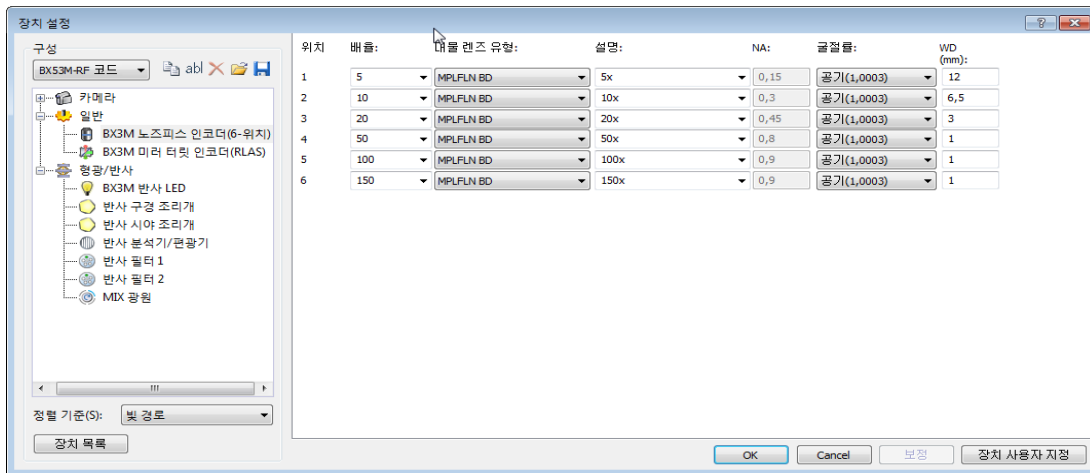 장치 설정
구성
BX53M-RF 코드
abl
카메라
일반
BX3M 노즈피스 인코더(6-위치)
BX3M 미러 터릿 인코더(RLAS)
형광/반사
BX3M 반사 LED
반사 구경 조리개
반사 시야 조리개
반사 분석기/편광기
반사 필터 1
반사 필터 2
MIX 광원
정렬 기준(S): 빛 경로
장치 목록
위치 배율: 대물 렌즈 유형: 설명: NA: 굴절률: WD (mm):
1 5 MPLFLN BD 5x 0,15 공기(1,0003) 12
2 10 MPLFLN BD 10x 0,3 공기(1,0003) 6,5
3 20 MPLFLN BD 20x 0,45 공기(1,0003) 3
4 50 MPLFLN BD 50x 0,8 공기(1,0003) 1
5 100 MPLFLN BD 100x 0,9 공기(1,0003) 1
6 150 MPLFLN BD 150x 0,9 공기(1,0003) 1
OK Cancel 보정 장치 사용자 지정